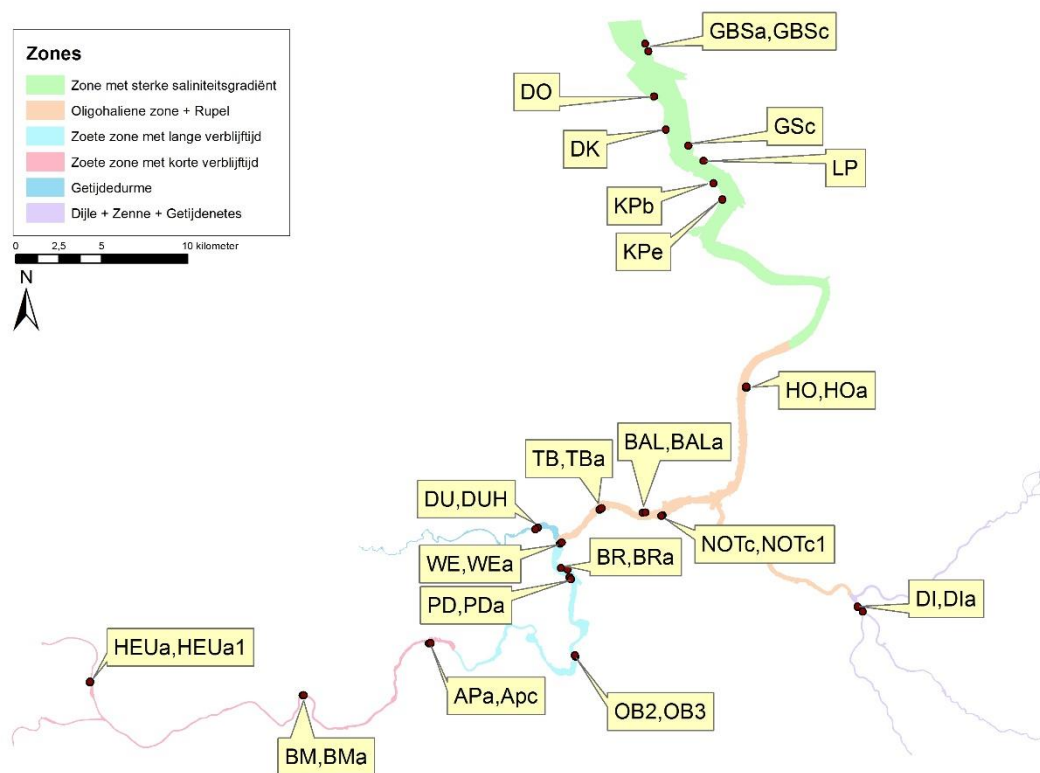 Zones
Zone met sterke saliniteitsgradiënt
Oligohaliene zone + Rupel
Zoete zone met lange verblijftijd
Zoete zone met korte verblijftijd
Getijdedurme
Dijle + Zenne + Getijdenetes
0 2,5 5 10 kilometer
N
GBSa,GBSc
DO
DK
GSc
LP
KPb
KPe
HO,HOa
BAL,BALa
TB,TBa
DU,DUH
NOTc,NOTc1
WE,WEa
BR,BRa
PD,PDa
DI,DIa
HEUa,HEUa1
APa,Apc
OB2,OB3
BM,BMa